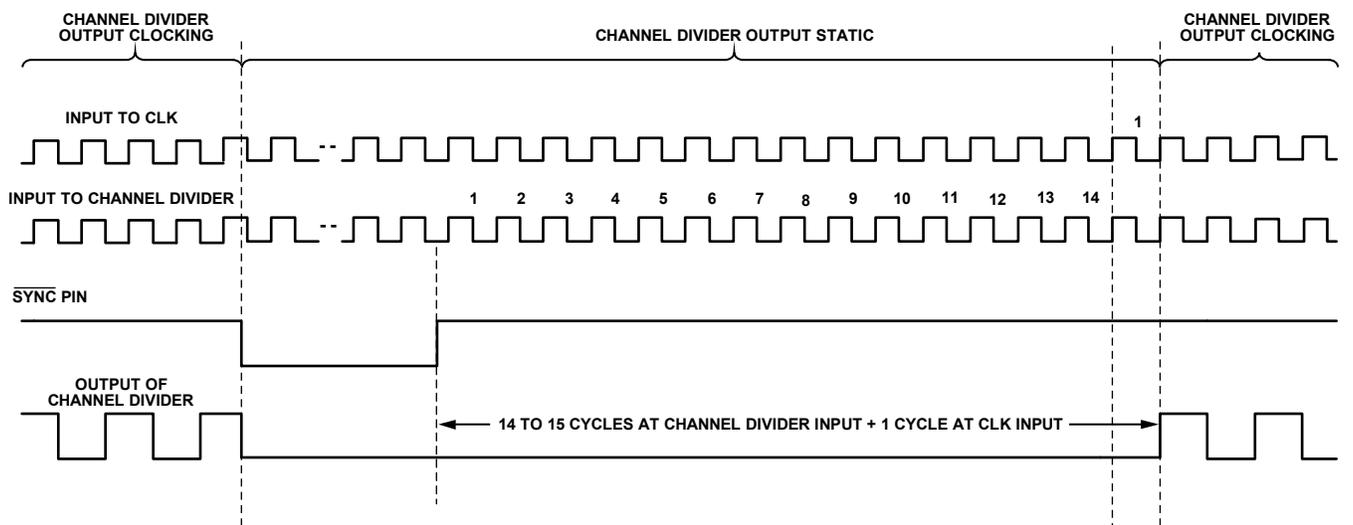 CHANNEL DIVIDER
OUTPUT CLOCKING
CHANNEL DIVIDER OUTPUT STATIC
CHANNEL DIVIDER
OUTPUT CLOCKING
INPUT TO CLK
1
INPUT TO CHANNEL DIVIDER
1 2 3 4 5 6 7 8 9 10 11 12 13 14
SYNC PIN
OUTPUT OF
CHANNEL DIVIDER
14 TO 15 CYCLES AT CHANNEL DIVIDER INPUT + 1 CYCLE AT CLK INPUT